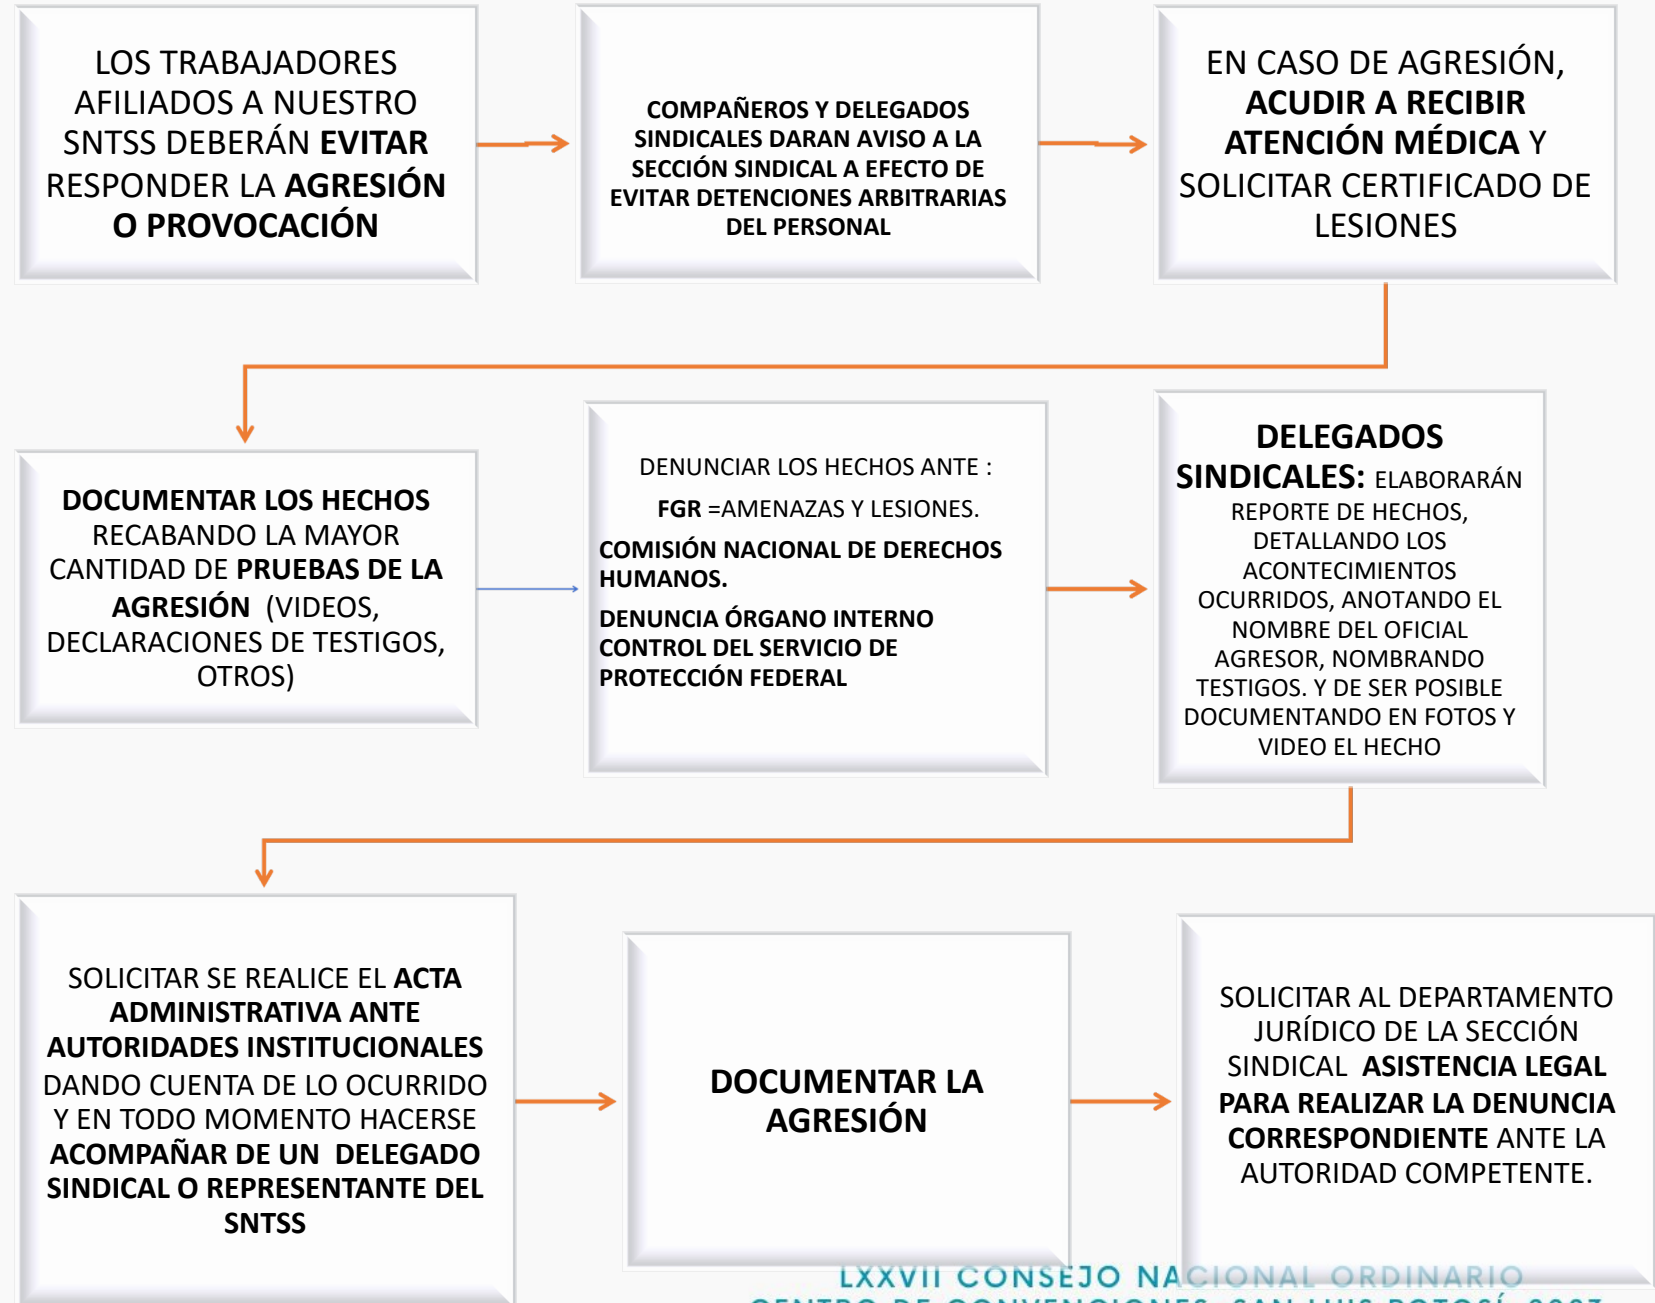 LOS TRABAJADORES
AFILIADOS A NUESTRO
SNTSS DEBERÁN EVITAR
RESPONDER LA AGRESIÓN
O PROVOCACIÓN
COMPAÑEROS Y DELEGADOS
SINDICALES DARAN AVISO A LA
SECCIÓN SINDICAL A EFECTO DE
EVITAR DETENCIONES ARBITRARIAS
DEL PERSONAL
EN CASO DE AGRESIÓN,
ACUDIR A RECIBIR
ATENCIÓN MÉDICA Y
SOLICITAR CERTIFICADO DE
LESIONES
DOCUMENTAR LOS HECHOS
RECABANDO LA MAYOR
CANTIDAD DE PRUEBAS DE LA
AGRESIÓN (VIDEOS,
DECLARACIONES DE TESTIGOS,
OTROS)
DENUNCIAR LOS HECHOS ANTE :
FGR =AMENAZAS Y LESIONES.
COMISIÓN NACIONAL DE DERECHOS
HUMANOS.
DENUNCIA ÓRGANO INTERNO
CONTROL DEL SERVICIO DE
PROTECCIÓN FEDERAL
DELEGADOS
SINDICALES: ELABORARÁN
REPORTE DE HECHOS,
DETALLANDO LOS
ACONTECIMIENTOS
OCURRIDOS, ANOTANDO EL
NOMBRE DEL OFICIAL
AGRESOR, NOMBRANDO
TESTIGOS. Y DE SER POSIBLE
DOCUMENTANDO EN FOTOS Y
VIDEO EL HECHO
SOLICITAR SE REALICE EL ACTA
ADMINISTRATIVA ANTE
AUTORIDADES INSTITUCIONALES
DANDO CUENTA DE LO OCURRIDO
Y EN TODO MOMENTO HACERSE
ACOMPAÑAR DE UN DELEGADO
SINDICAL O REPRESENTANTE DEL
SNTSS
DOCUMENTAR LA
AGRESIÓN
SOLICITAR AL DEPARTAMENTO
JURÍDICO DE LA SECCIÓN
SINDICAL ASISTENCIA LEGAL
PARA REALIZAR LA DENUNCIA
CORRESPONDIENTE ANTE LA
AUTORIDAD COMPETENTE.
LXXVII CONSEJO NACIONAL ORDINARIO
CENTRO DE CONVENCIONES, SAN LUIS POTOSÍ, 2023